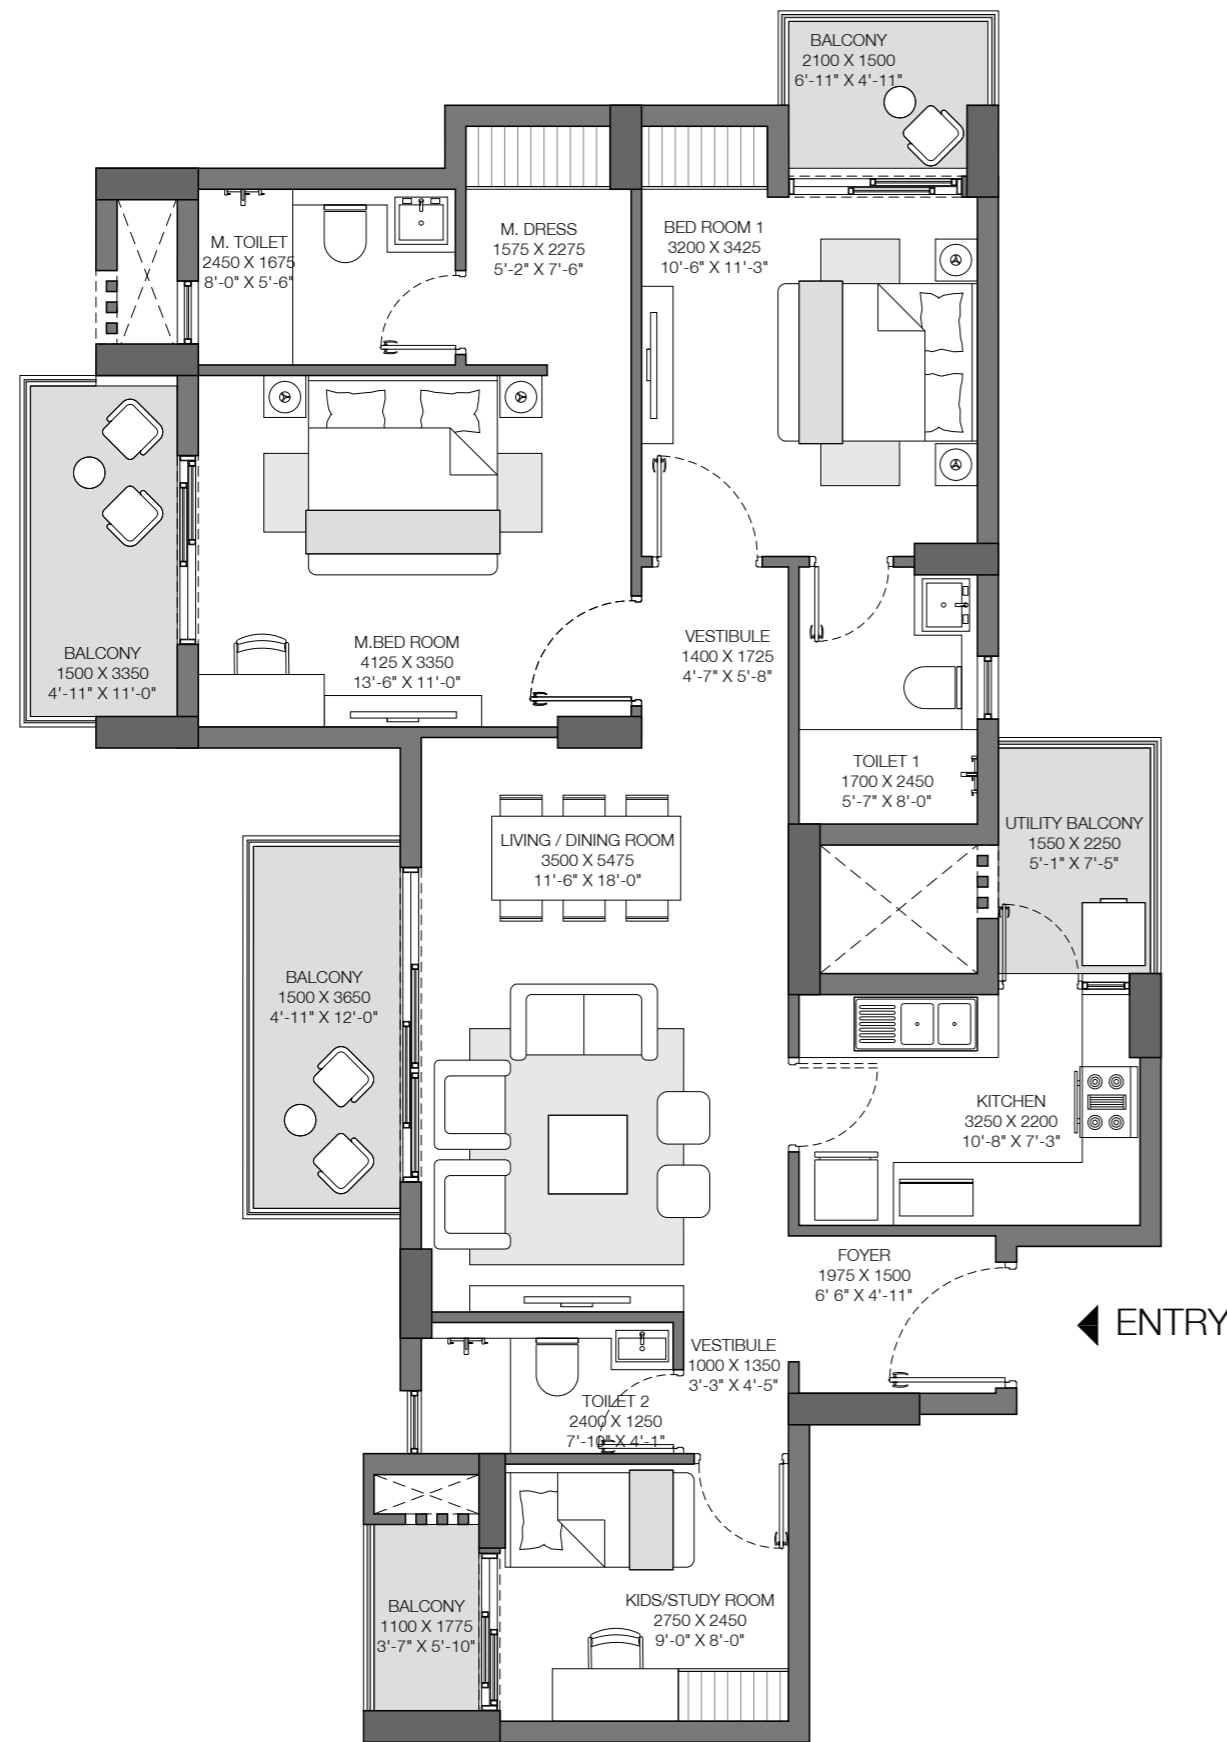 BALCONY
2100 X 1500
6'-11" X 4'-11"
M. TOILET
2450 X 1675
8'-0" X 5'-6"
M. DRESS
1575 X 2275
5'-2" X 7'-6"
BED ROOM 1
3200 X 3425
10'-6" X 11'-3"
BALCONY
1500 X 3350
4'-11" X 11'-0"
M.BED ROOM
4125 X 3350
13'-6" X 11'-0"
VESTIBULE
1400 X 1725
4'-7" X 5'-8"
TOILET 1
1700 X 2450
5'-7" X 8'-0"
UTILITY BALCONY
1550 X 2250
5'-1" X 7'-5"
LIVING / DINING ROOM
3500 X 5475
11'-6" X 18'-0"
BALCONY
1500 X 3650
4'-11" X 12'-0"
KITCHEN
3250 X 2200
10'-8" X 7'-3"
FOYER
1975 X 1500
6' 6" X 4'-11"
ENTRY
VESTIBULE
1000 X 1350
3'-3" X 4'-5"
TOILET 2
2400 X 1250
7'-10" X 4'-1"
BALCONY
1100 X 1775
3'-7" X 5'-10"
KIDS/STUDY ROOM
2750 X 2450
9'-0" X 8'-0"